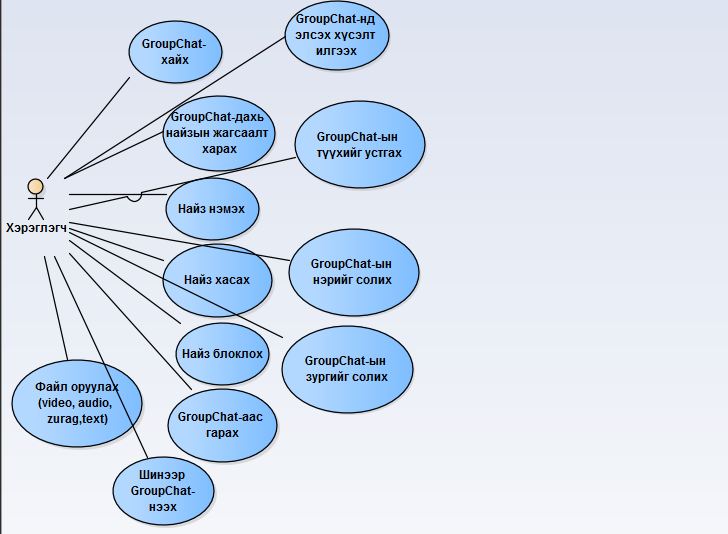 GroupChat-нд
элсэх хүсэлт
илгээх
GroupChat-
хайх
GroupChat-дахь
найзын жагсаалт
харах
GroupChat-ын
түүхийг устгах
Найз нэмэх
Хэрэглэгч
GroupChat-ын
нэрийг солих
Найз хасах
Найз блоклох
GroupChat-ын
зургийг солих
Файл оруулах
(video, audio,
zurag,text)
GroupChat-аас
гарах
Шинээр
GroupChat-
нээх